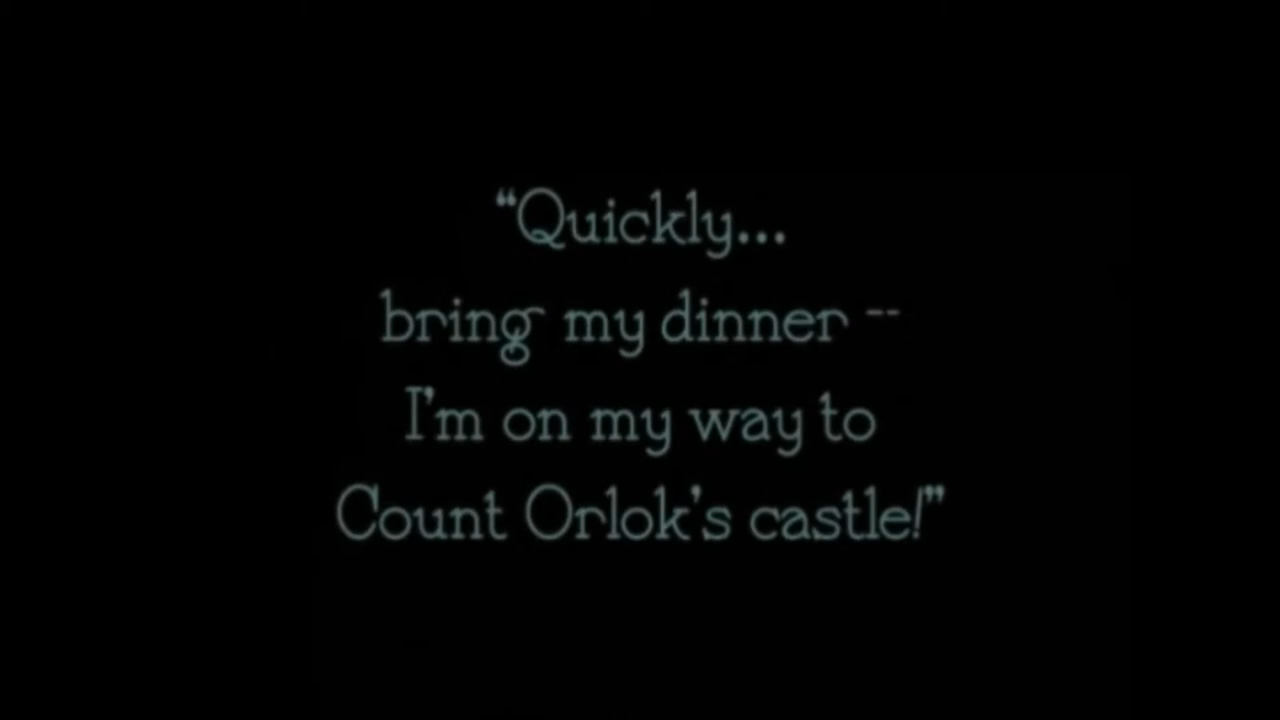 “Quickly...
bring my dinner --
I’m on my way to
Count Orlok’s castle!”